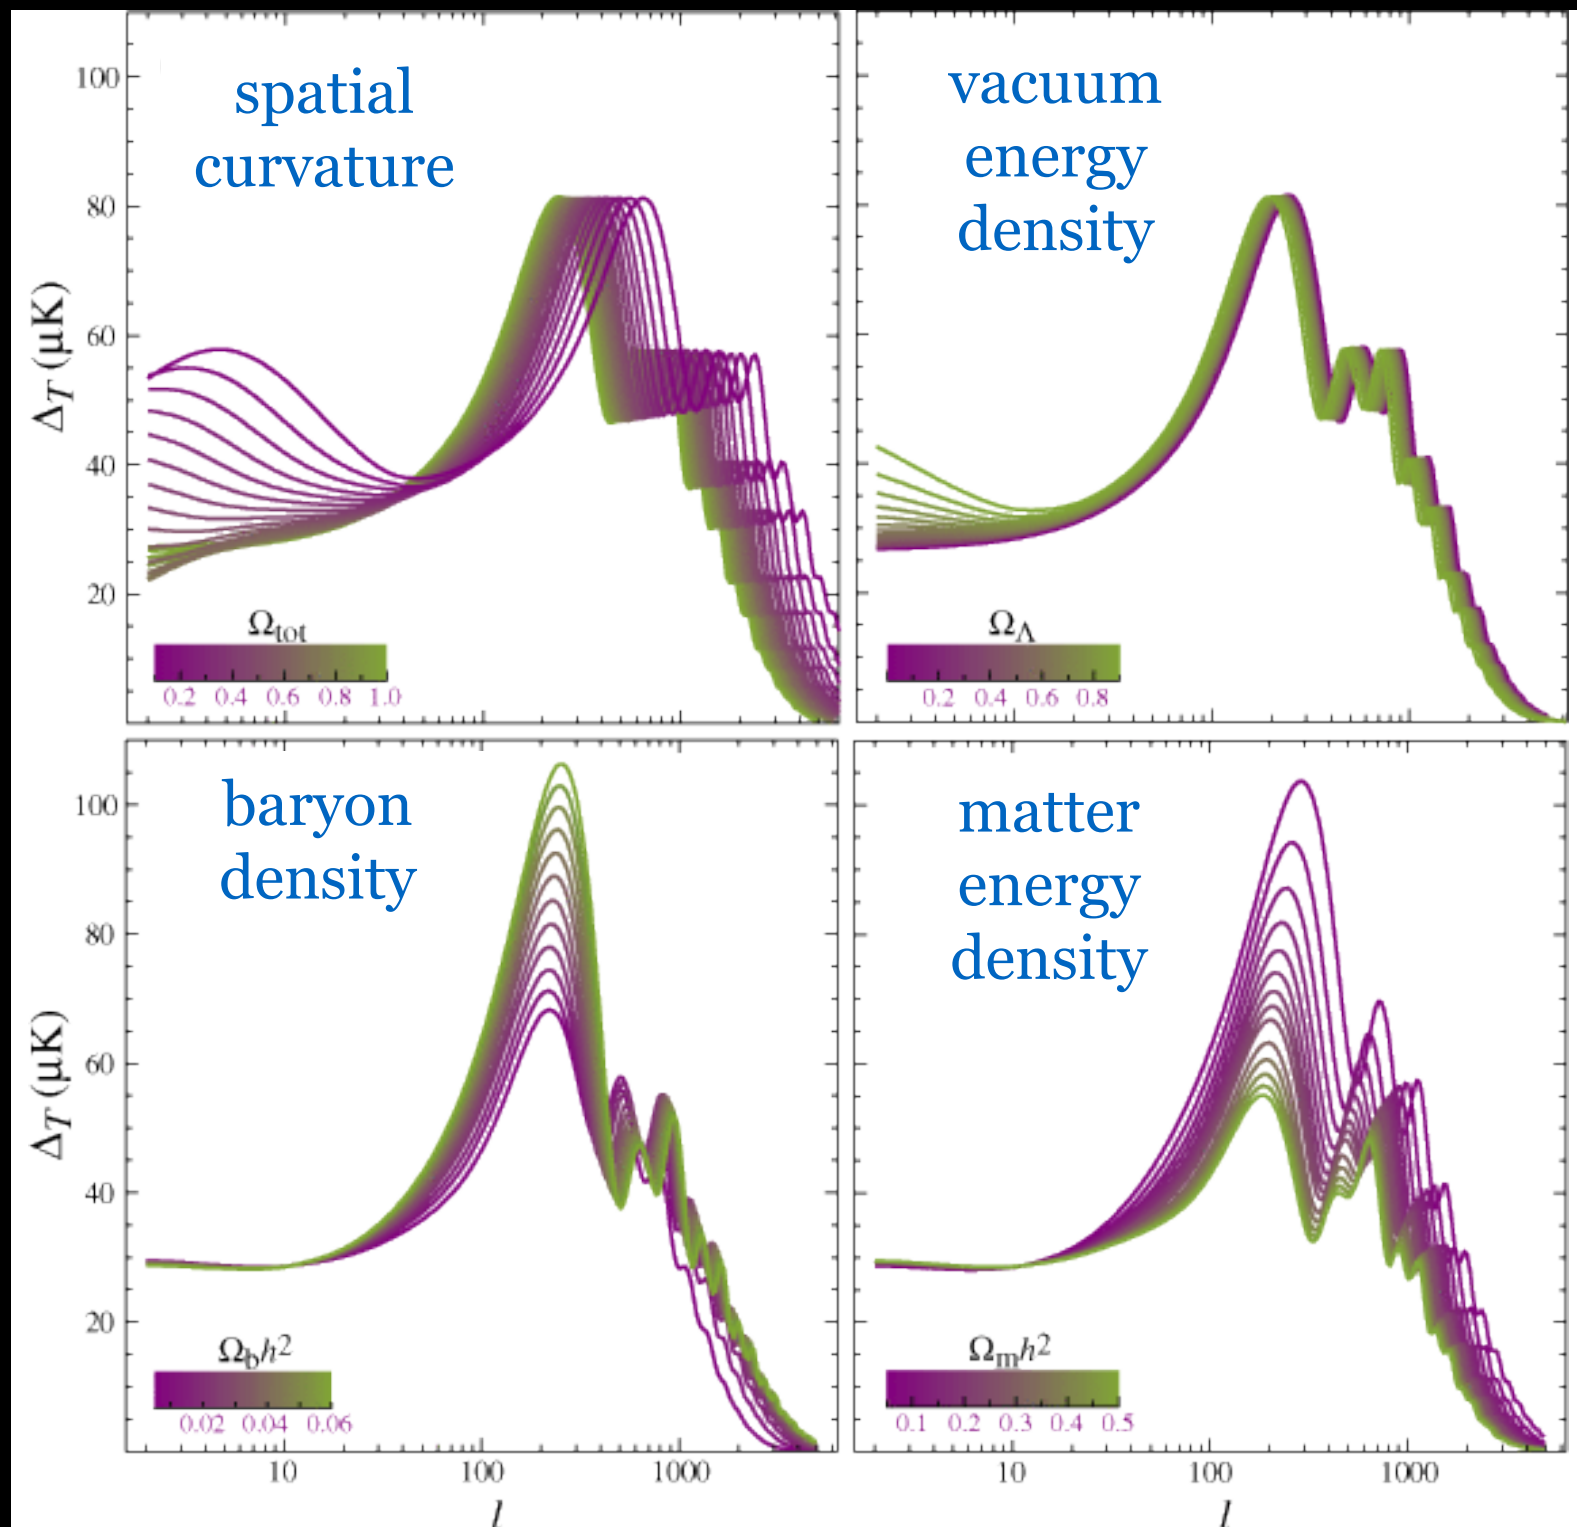 spatial
curvature
vacuum
energy
density
100
80
60
40
20
Δ_T (μK)
Ω_tot
0.2 0.4 0.6 0.8 1.0
Ω_Λ
0.2 0.4 0.6 0.8
baryon
density
matter
energy
density
100
80
60
40
20
Δ_T (μK)
Ω_b h²
0.02 0.04 0.06
Ω_m h²
0.1 0.2 0.3 0.4 0.5
10 100 1000
10 100 1000
l
l